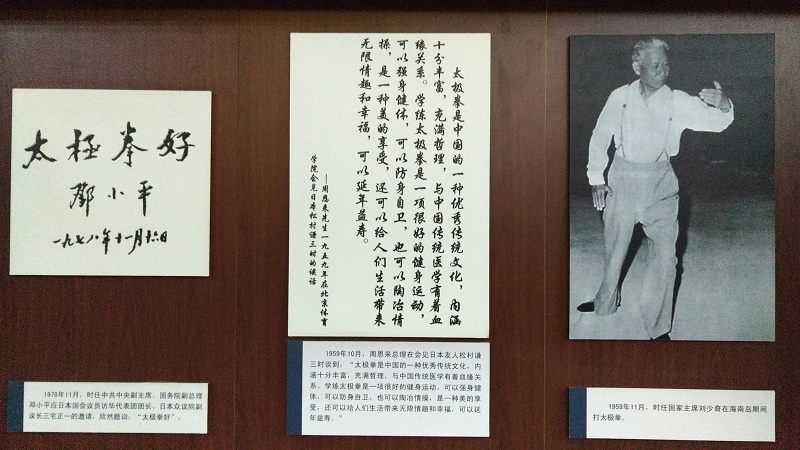 太極拳好
鄧小平
一九七八年十一月十六日
1978年11月，时任中共中央副主席、国务院副总理
邓小平应日本国会议员访华代表团团长、日本众议院副
议长三宅正一的邀请，欣然题词：“太极拳好”。
太极拳是中国的一种优秀传统文化，内涵
十分丰富，充满哲理，与中国传统医学有着血
缘关系。学练太极拳是一项很好的健身运动，
可以强身健体，可以防身自卫，也可以陶冶情
操，是一种美的享受，还可以给人们生活带来
无限情趣和幸福，可以延年益寿。
——周恩来先生一九五九年在北京体育
学院会见日本松村谦三时的谈话
1959年10月，周恩来总理在会见日本友人松村谦
三时谈到：“太极拳是中国的一种优秀传统文化，内
涵十分丰富，充满哲理，与中国传统医学有着血缘关
系。学练太极拳是一项很好的健身运动，可以强身健
体，可以防身自卫，也可以陶冶情操，是一种美的享
受，还可以给人们生活带来无限情趣和幸福，可以延
年益寿。”
1959年11月，时任国家主席刘少奇在海南岛期间
打太极拳。